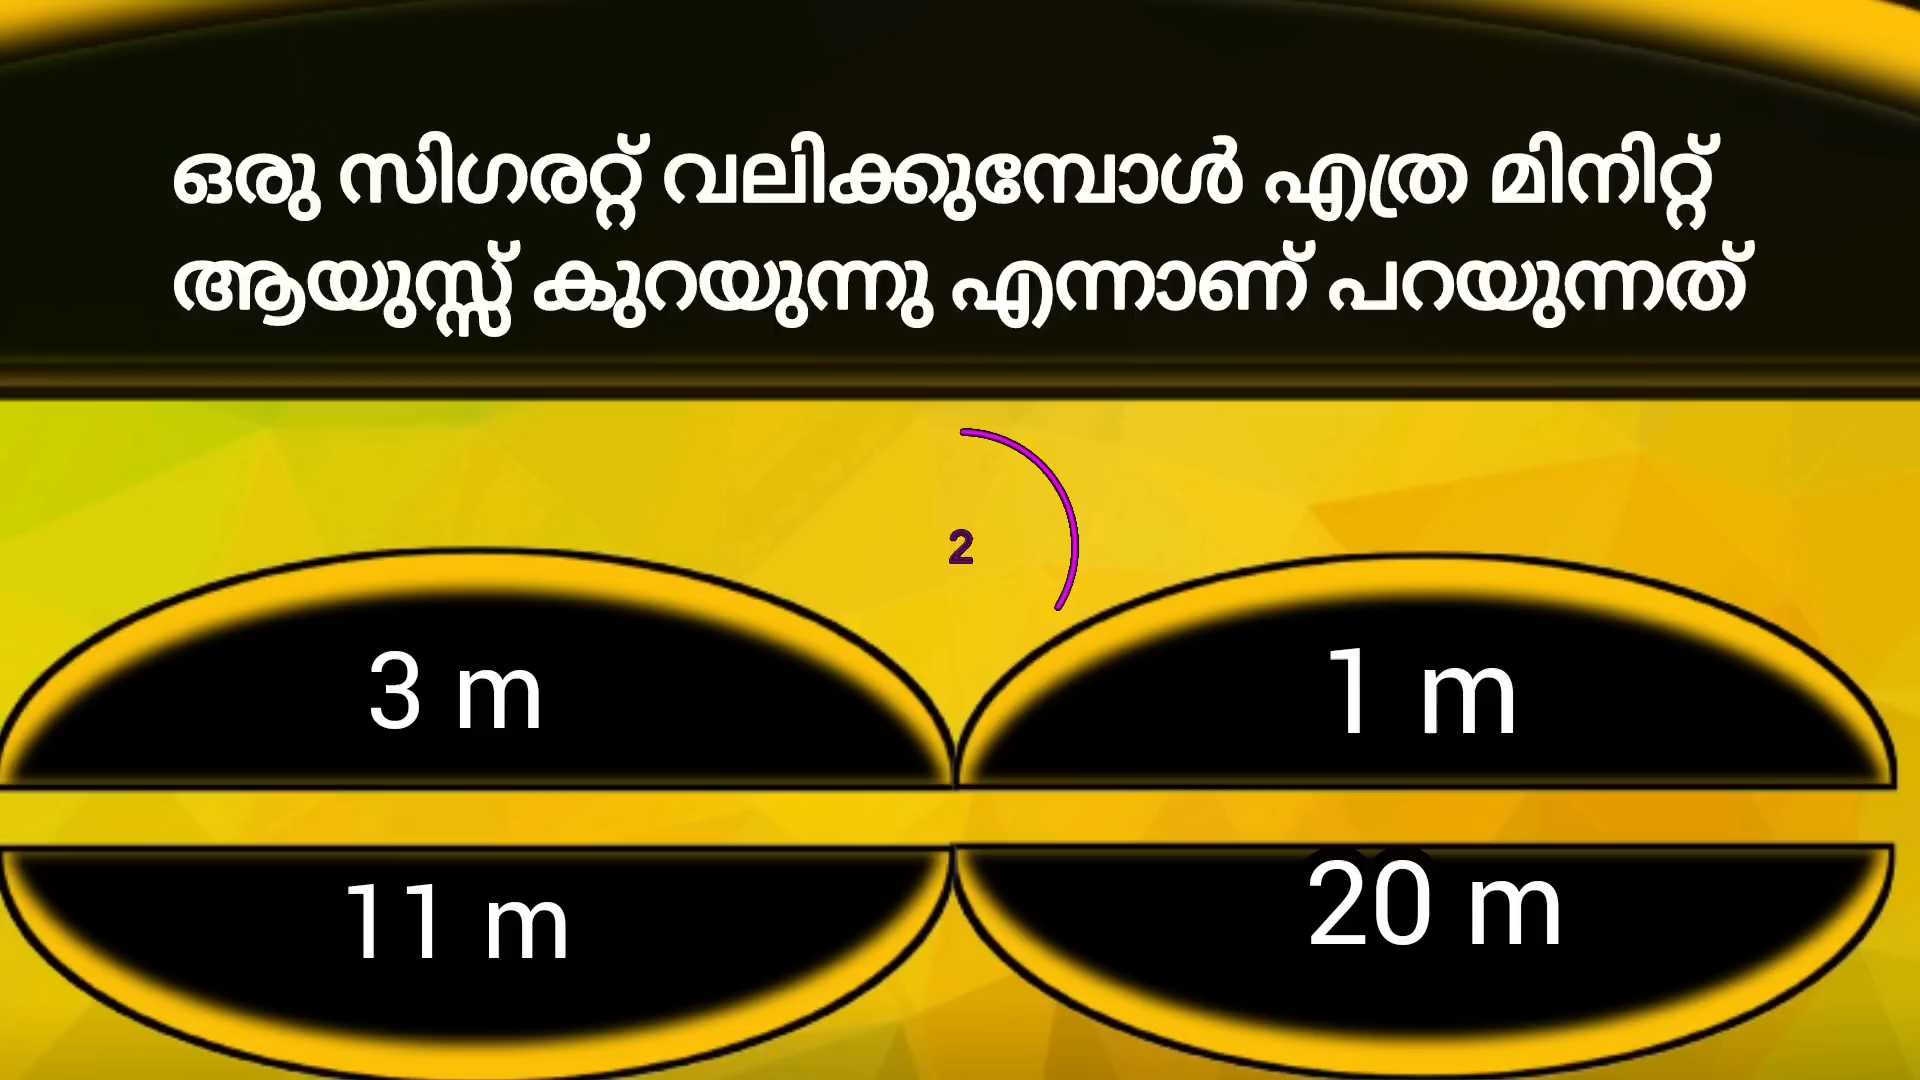 ഒരു സിഗരറ്റ് വലിക്കുമ്പോൾ എത്ര മിനിറ്റ്
ആയുസ്സ് കുറയുന്നു എന്നാണ് പറയുന്നത്
2
3 m
1 m
11 m
20 m